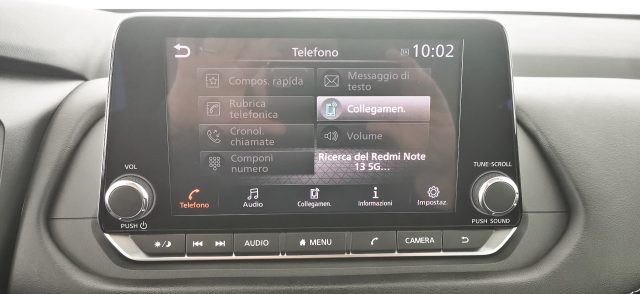 Telefono
10:02
Compos. rapida
Messaggio di
testo
Rubrica
telefonica
Collegamen.
Cronol.
chiamate
Volume
Componi
numero
Ricerca del Redmi Note
13 5G...
VOL
TUNE·SCROLL
Telefono
Audio
Collegamen.
Informazioni
Impostaz.
PUSH
PUSH SOUND
AUDIO
MENU
CAMERA